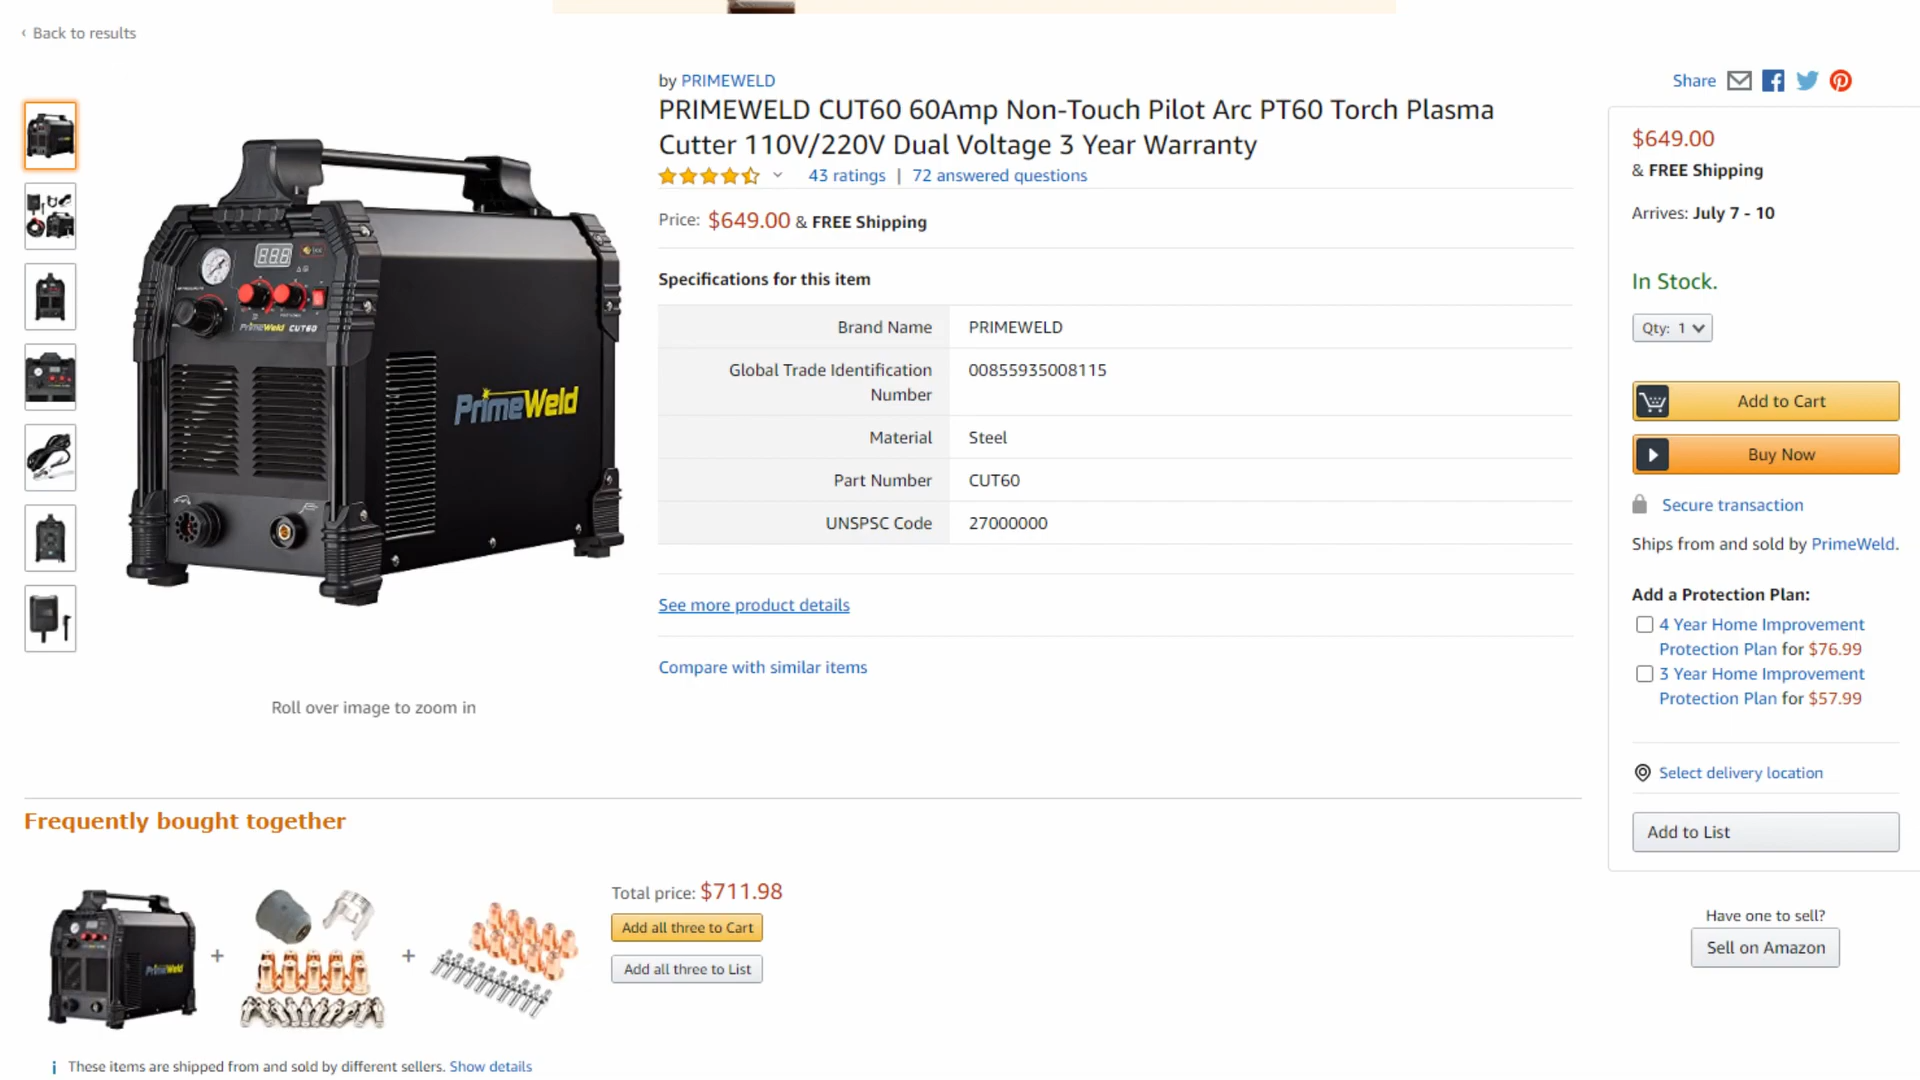 ‹ Back to results
by PRIMEWELD
PRIMEWELD CUT60 60Amp Non-Touch Pilot Arc PT60 Torch Plasma
Cutter 110V/220V Dual Voltage 3 Year Warranty
43 ratings | 72 answered questions
Price: $649.00 & FREE Shipping
Specifications for this item
Brand Name PRIMEWELD
Global Trade Identification
Number
00855935008115
Material Steel
Part Number CUT60
UNSPSC Code 27000000
See more product details
Compare with similar items
PrimeWeld CUT60
PrimeWeld
Roll over image to zoom in
Share
$649.00
& FREE Shipping
Arrives: July 7 - 10
In Stock.
Qty: 1
Add to Cart
Buy Now
Secure transaction
Ships from and sold by PrimeWeld.
Add a Protection Plan:
4 Year Home Improvement
Protection Plan for $76.99
3 Year Home Improvement
Protection Plan for $57.99
Select delivery location
Add to List
Have one to sell?
Sell on Amazon
Frequently bought together
PrimeWeld
+
+
Total price: $711.98
Add all three to Cart
Add all three to List
i These items are shipped from and sold by different sellers. Show details